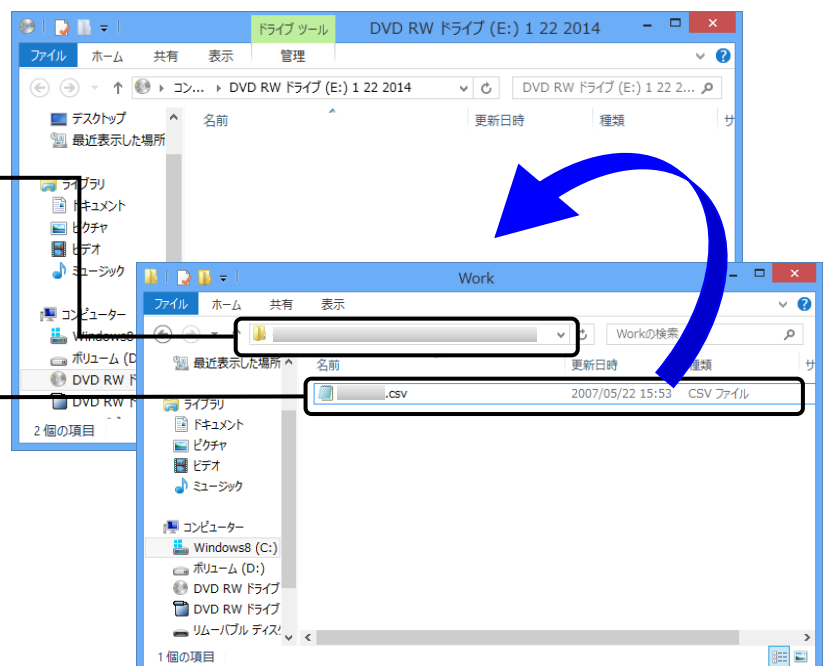 ドライブ ツール
DVD RW ドライブ (E:) 1 22 2014
ファイル ホーム 共有 表示 管理
コン... DVD RW ドライブ (E:) 1 22 2014
DVD RW ドライブ (E:) 1 22 2...
名前 更新日時 種類 サ
デスクトップ
最近表示した場所
ライブラリ
ドキュメント
ピクチャ
ビデオ
ミュージック
コンピューター
Windows8
ボリューム (D
DVD RW ド
DVD RW ド
2 個の項目
Work
ファイル ホーム 共有 表示
Workの検索
名前 更新日時 種類 サ
.csv 2007/05/22 15:53 CSV ファイル
最近表示した場所
ライブラリ
ドキュメント
ピクチャ
ビデオ
ミュージック
コンピューター
Windows8 (C:)
ボリューム (D:)
DVD RW ドライブ
DVD RW ドライブ
リムーバブル ディスク
1 個の項目